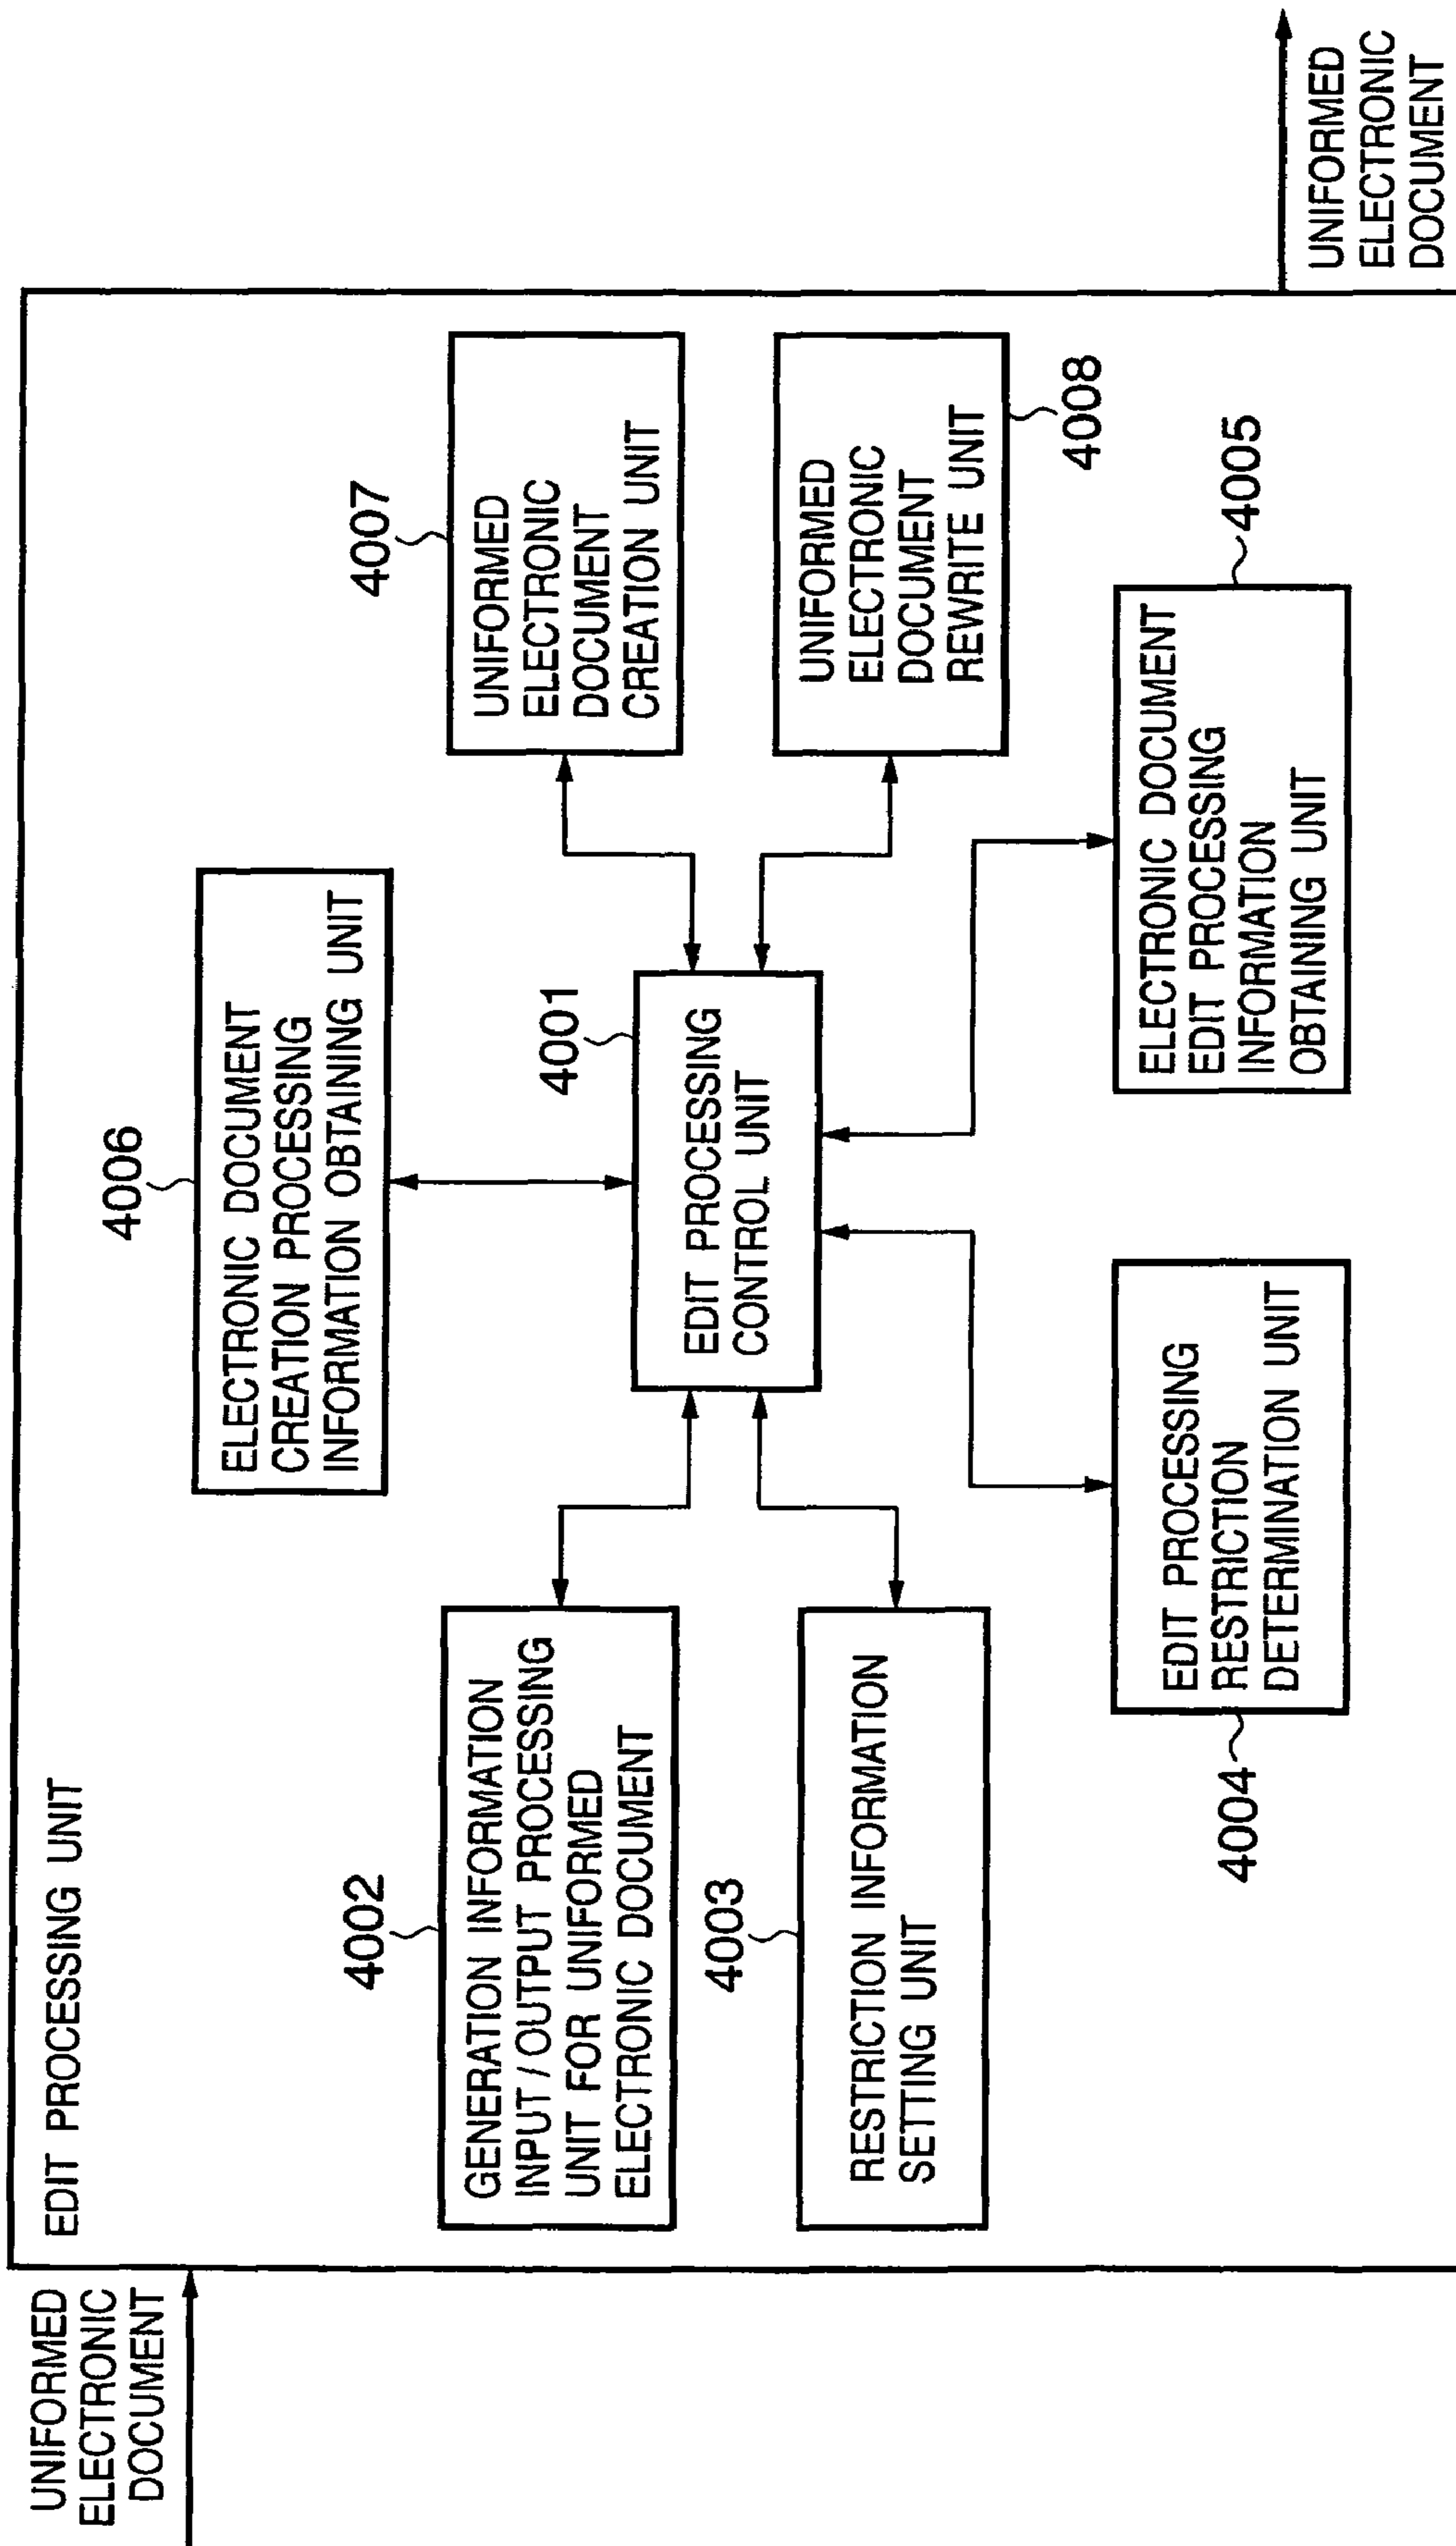 UNIFORMED
ELECTRONIC
DOCUMENT
EDIT PROCESSING UNIT
4006
ELECTRONIC DOCUMENT
CREATION PROCESSING
INFORMATION OBTAINING UNIT
4002
GENERATION INFORMATION
INPUT / OUTPUT PROCESSING
UNIT FOR UNIFORMED
ELECTRONIC DOCUMENT
4001
EDIT PROCESSING
CONTROL UNIT
4007
UNIFORMED
ELECTRONIC
DOCUMENT
CREATION UNIT
4003
RESTRICTION INFORMATION
SETTING UNIT
UNIFORMED
ELECTRONIC
DOCUMENT
REWRITE UNIT
4008
4004
EDIT PROCESSING
RESTRICTION
DETERMINATION UNIT
ELECTRONIC DOCUMENT
EDIT PROCESSING
INFORMATION
OBTAINING UNIT
4005
UNIFORMED
ELECTRONIC
DOCUMENT